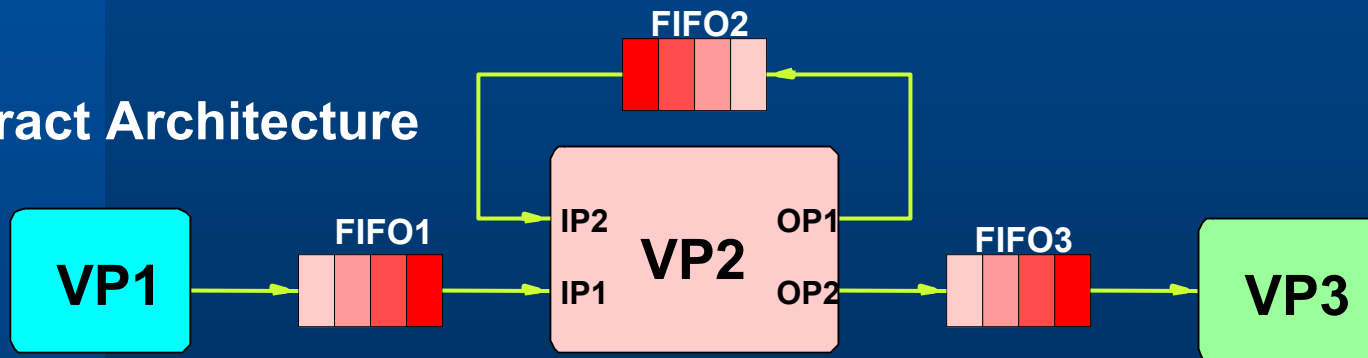 FIFO2
ract Architecture
FIFO1
IP2
OP1
FIFO3
VP1
VP2
VP3
IP1
OP2